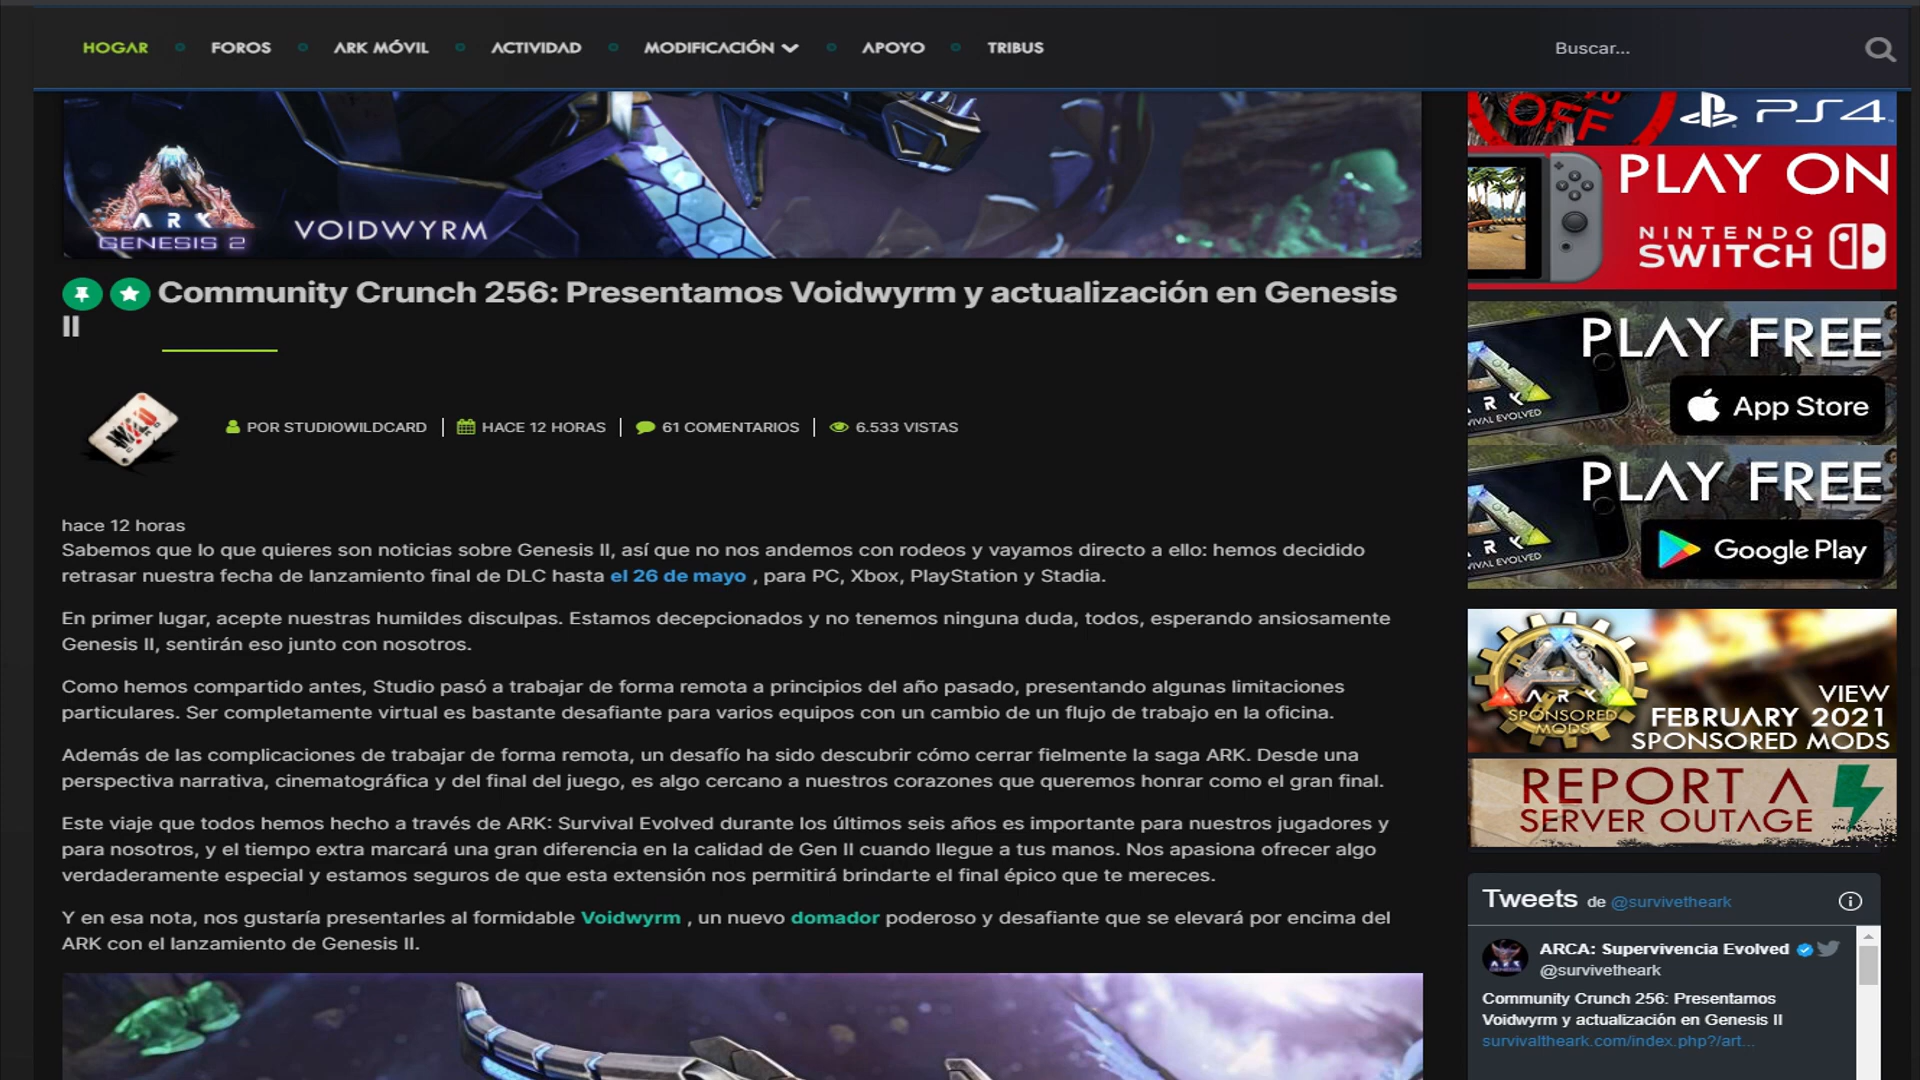 HOGAR
FOROS
ARK MÓVIL
ACTIVIDAD
MODIFICACIÓN
APOYO
TRIBUS
Buscar...
ARK
GENESIS 2
VOIDWYRM
Community Crunch 256: Presentamos Voidwyrm y actualización en Genesis
II
POR STUDIOWILDCARD
HACE 12 HORAS
61 COMENTARIOS
6.533 VISTAS
hace 12 horas
Sabemos que lo que quieres son noticias sobre Genesis II, así que no nos andemos con rodeos y vayamos directo a ello: hemos decidido
retrasar nuestra fecha de lanzamiento final de DLC hasta el 26 de mayo , para PC, Xbox, PlayStation y Stadia.
En primer lugar, acepte nuestras humildes disculpas. Estamos decepcionados y no tenemos ninguna duda, todos, esperando ansiosamente
Genesis II, sentirán eso junto con nosotros.
Como hemos compartido antes, Studio pasó a trabajar de forma remota a principios del año pasado, presentando algunas limitaciones
particulares. Ser completamente virtual es bastante desafiante para varios equipos con un cambio de un flujo de trabajo en la oficina.
Además de las complicaciones de trabajar de forma remota, un desafío ha sido descubrir cómo cerrar fielmente la saga ARK. Desde una
perspectiva narrativa, cinematográfica y del final del juego, es algo cercano a nuestros corazones que queremos honrar como el gran final.
Este viaje que todos hemos hecho a través de ARK: Survival Evolved durante los últimos seis años es importante para nuestros jugadores y
para nosotros, y el tiempo extra marcará una gran diferencia en la calidad de Gen II cuando llegue a tus manos. Nos apasiona ofrecer algo
verdaderamente especial y estamos seguros de que esta extensión nos permitirá brindarte el final épico que te mereces.
Y en esa nota, nos gustaría presentarles al formidable Voidwyrm , un nuevo domador poderoso y desafiante que se elevará por encima del
ARK con el lanzamiento de Genesis II.
OFF
PS4
PLAY ON
NINTENDO
SWITCH
PLAY FREE
App Store
PLAY FREE
Google Play
ARK
SPONSORED
MODS
VIEW
FEBRUARY 2021
SPONSORED MODS
REPORT A
SERVER OUTAGE
Tweets de @survivetheark
ARCA: Supervivencia Evolved
@survivetheark
Community Crunch 256: Presentamos
Voidwyrm y actualización en Genesis II
survivaltheark.com/index.php?/art...